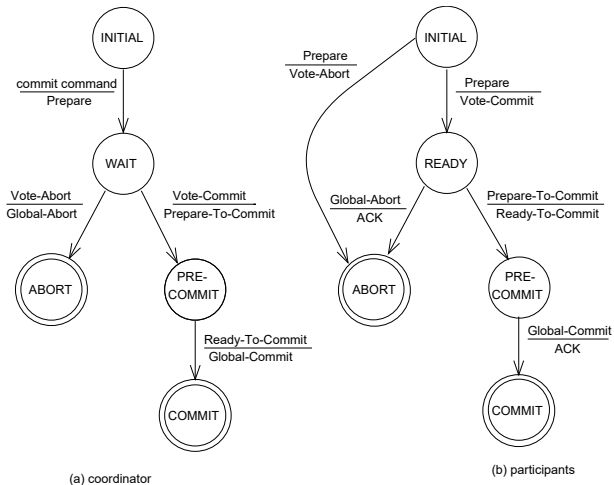 INITIAL
commit command
Prepare
WAIT
Vote-Abort
Global-Abort
Vote-Commit
Prepare-To-Commit
ABORT
PRE-
COMMIT
Ready-To-Commit
Global-Commit
COMMIT
(a) coordinator
INITIAL
Prepare
Vote-Abort
Prepare
Vote-Commit
READY
Global-Abort
ACK
Prepare-To-Commit
Ready-To-Commit
ABORT
PRE-
COMMIT
Global-Commit
ACK
COMMIT
(b) participants